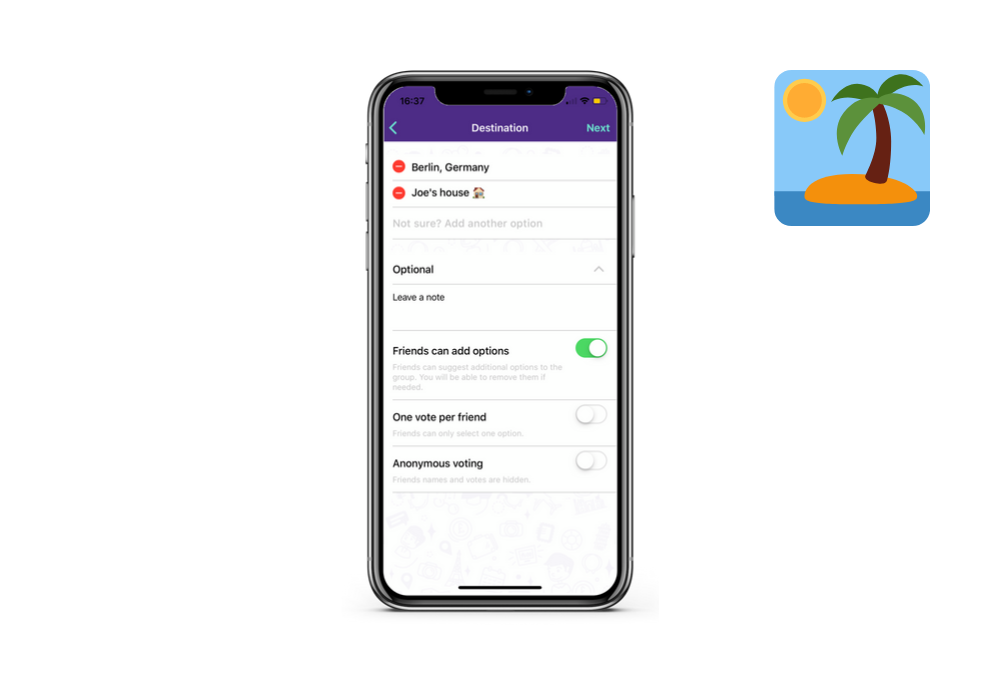 16:37
Destination
Next
Berlin, Germany
Joe's house 🏠
Not sure? Add another option
Optional
Leave a note
Friends can add options
Friends can suggest additional options to the
group. You will be able to remove them if
needed.
One vote per friend
Friends can only select one option.
Anonymous voting
Friends names and votes are hidden.